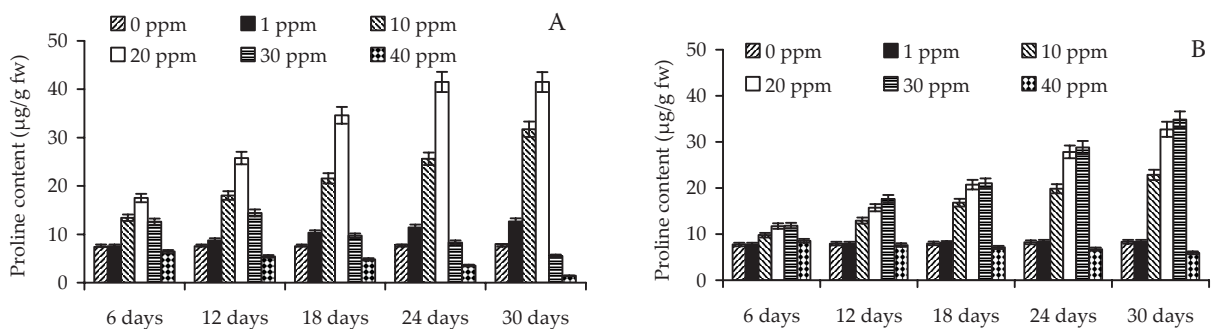 0 ppm 1 ppm 10 ppm A
20 ppm 30 ppm 40 ppm
Proline content (µg/g fw)
50
40
30
20
10
0
6 days 12 days 18 days 24 days 30 days
0 ppm 1 ppm 10 ppm B
20 ppm 30 ppm 40 ppm
Proline content (µg/g fw)
50
40
30
20
10
0
6 days 12 days 18 days 24 days 30 days